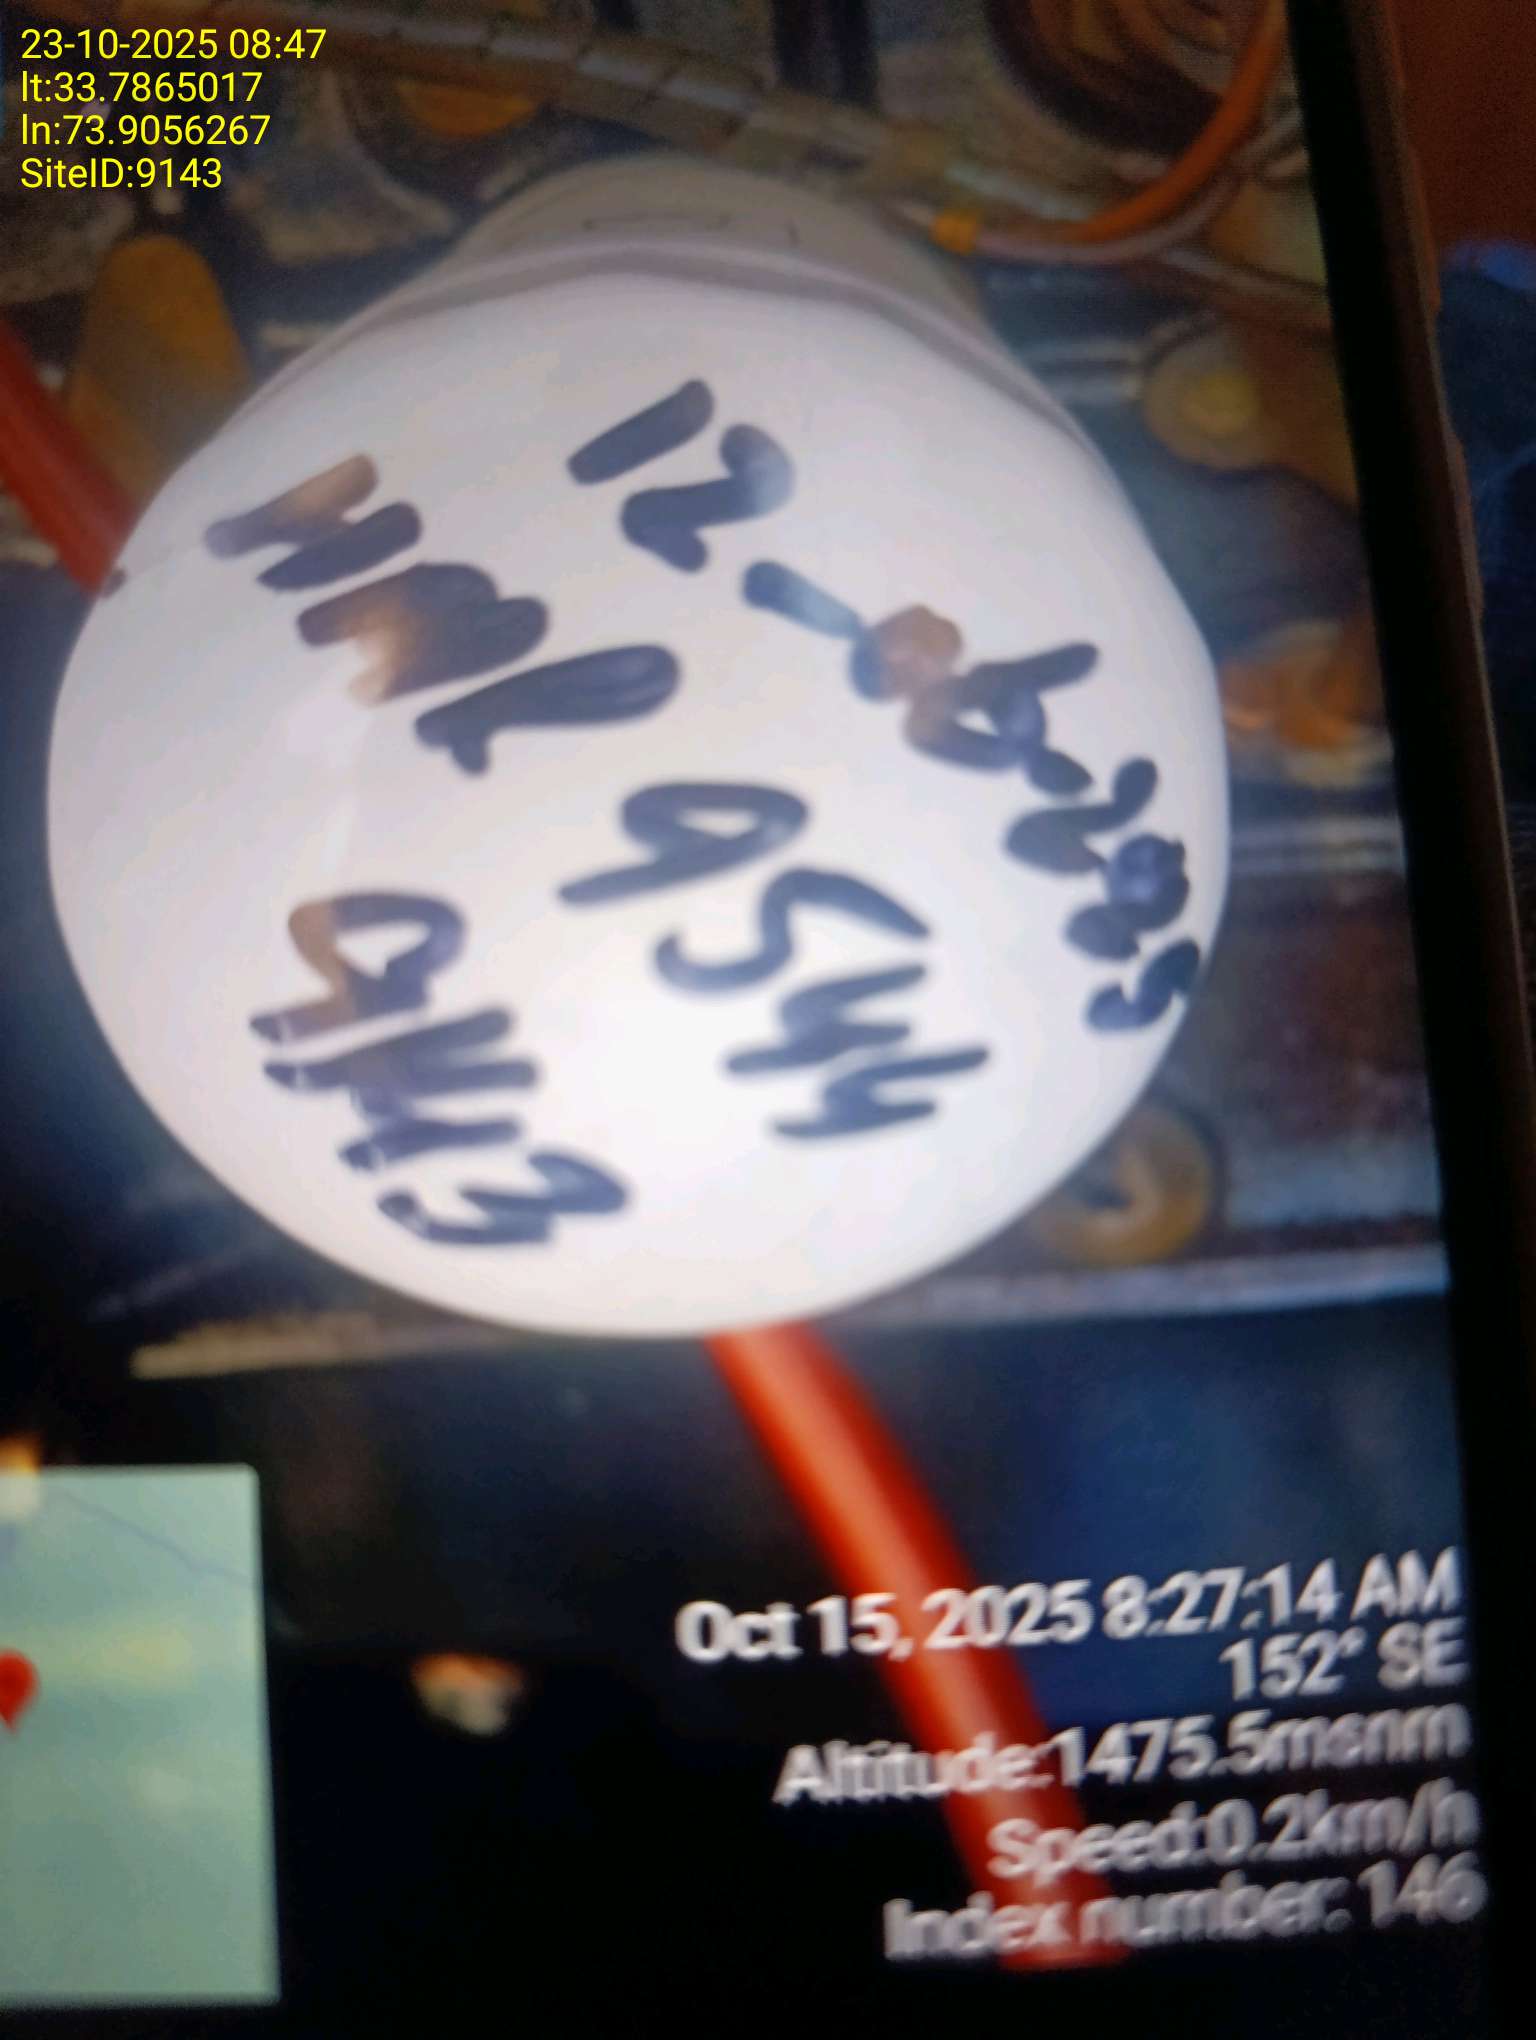 23-10-2025 08:47
lt:33.7865017
ln:73.9056267
SiteID:9143
9544
Oct 15, 2025 8:27:14 AM
152° SE
Altitude:1475.5msnm
Speed:0.2km/h
Index number: 146